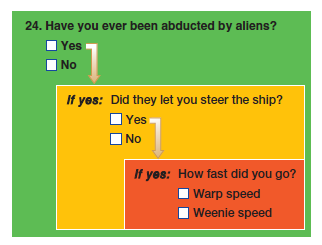 24. Have you ever been abducted by aliens?
Yes
No
If yes: Did they let you steer the ship?
Yes
No
If yes: How fast did you go?
Warp speed
Weenie speed